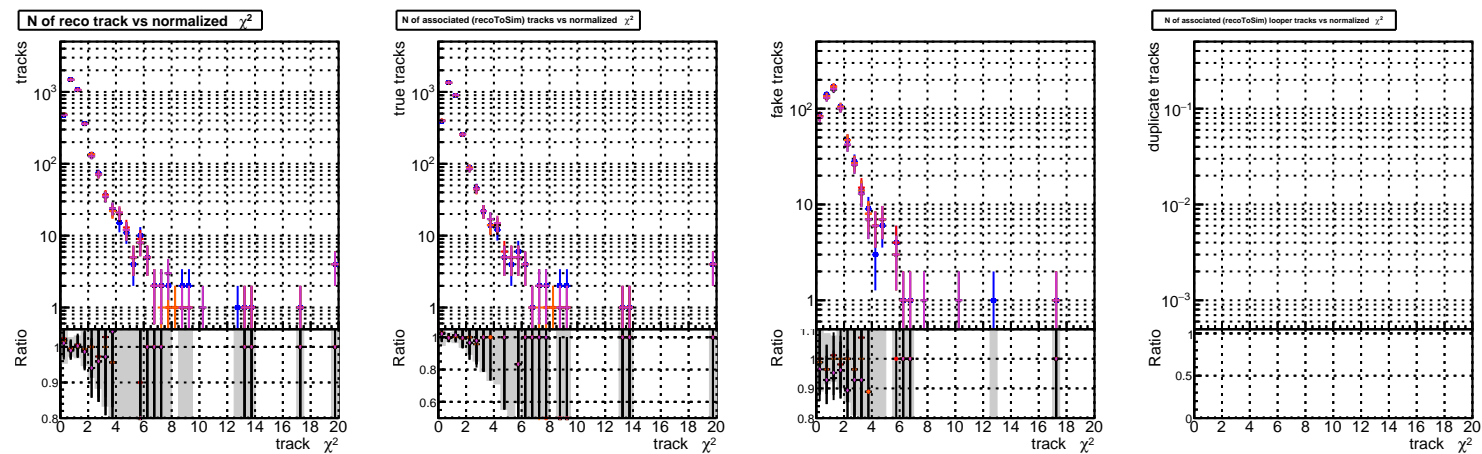 N of reco track vs normalized χ²
tracks
10³
10²
10
1
Ratio
1
0.9
0.8
0 2 4 6 8 10 12 14 16 18 20
track χ²
N of associated (recoToSim) tracks vs normalized χ²
true tracks
10³
10²
10
1
Ratio
1
0.8
0.6
0 2 4 6 8 10 12 14 16 18 20
track χ²
fake tracks
10²
10
1
Ratio
1.1
1
0.9
0.8
0 2 4 6 8 10 12 14 16 18 20
track χ²
N of associated (recoToSim) looper tracks vs normalized χ²
duplicate tracks
10⁻¹
10⁻²
10⁻³
Ratio
1
0.5
0
0 2 4 6 8 10 12 14 16 18 20
track χ²